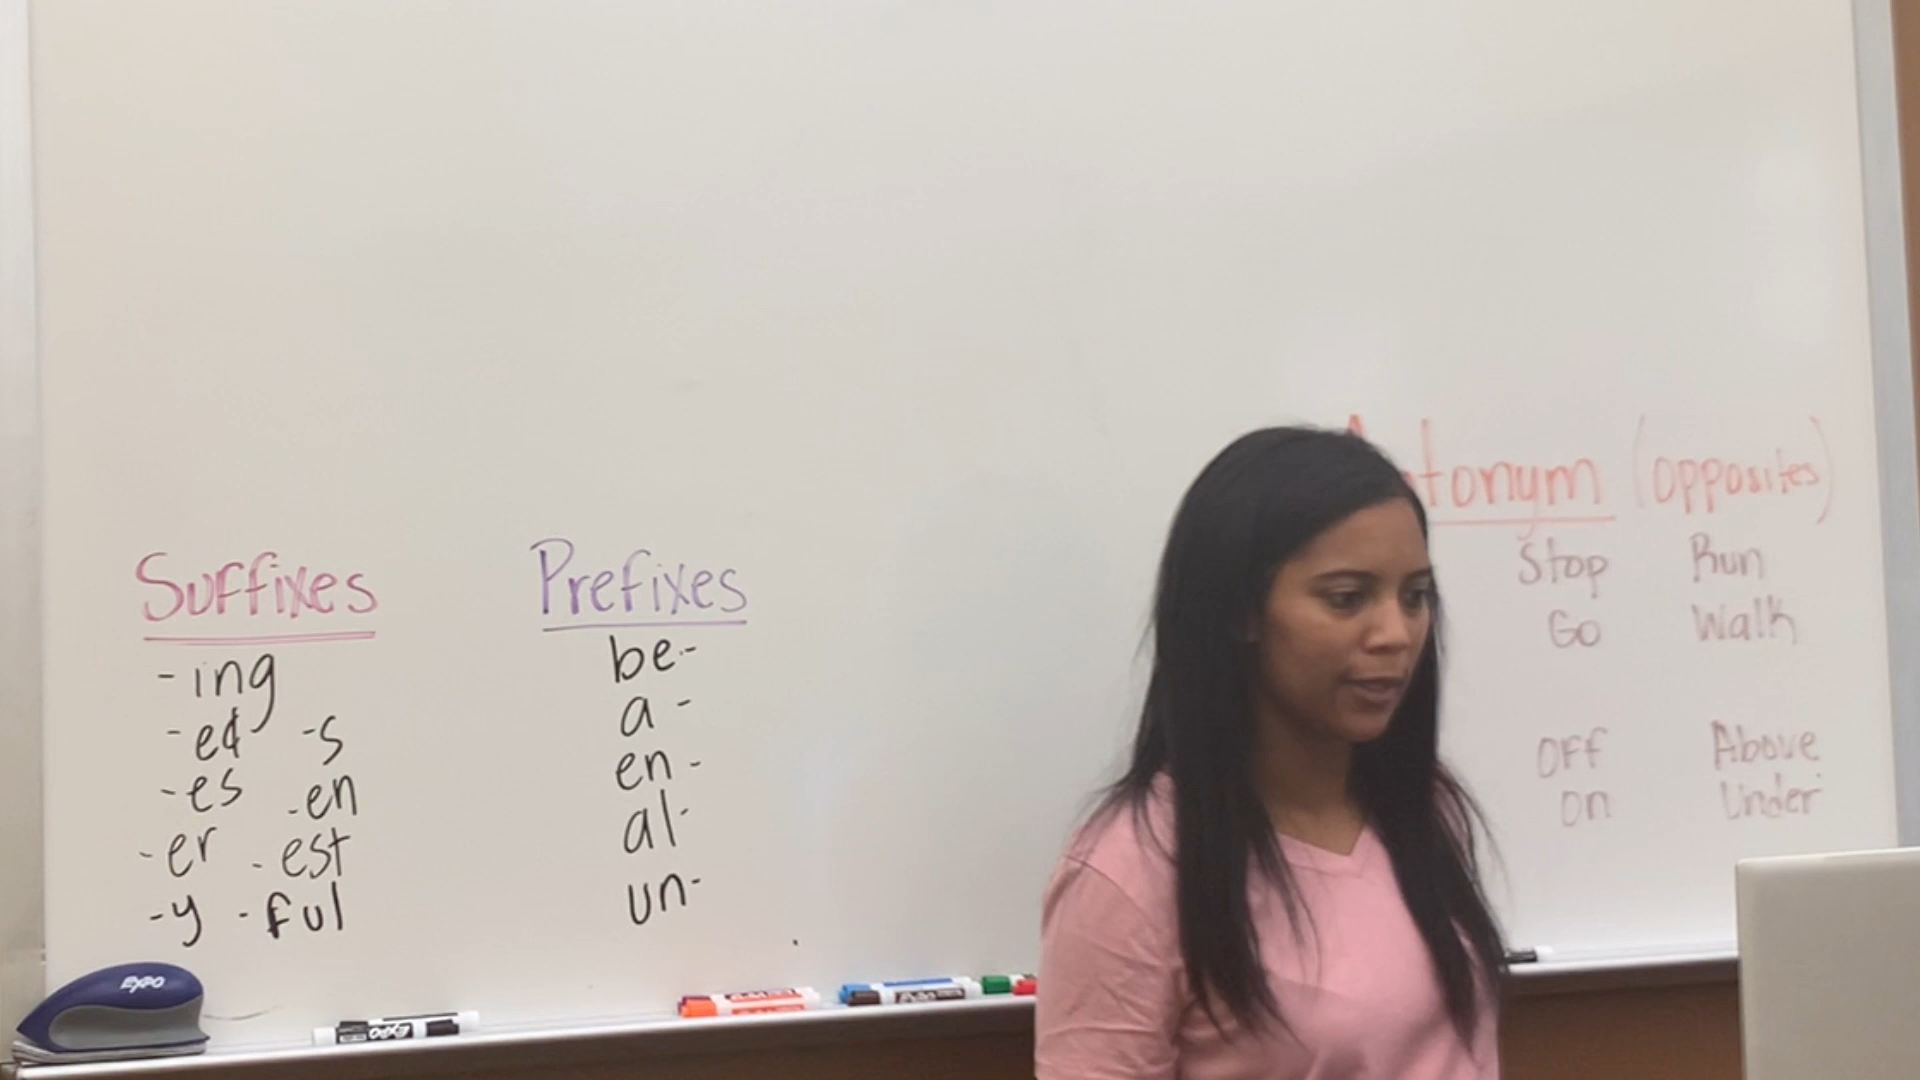 Suffixes
-ing
-ed -s
-es -en
-er -est
-y -ful
Prefixes
be-
a-
en-
al-
un-
Antonym (opposites)
Stop Run
Go Walk
Off Above
on Under
EXPO
EXPO